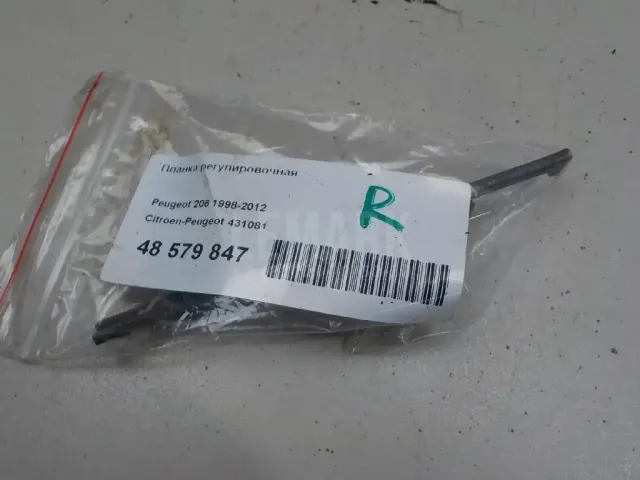 Планка регулировочная
Peugeot 206 1998-2012
Citroen-Peugeot 431081
48 579 847
R